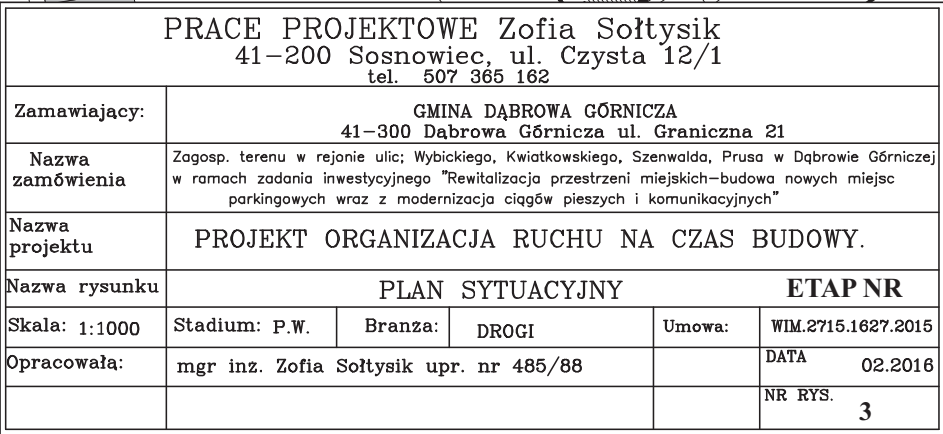 PRACE PROJEKTOWE Zofia Sołtysik
41-200 Sosnowiec, ul. Czysta 12/1
tel. 507 365 162
Zamawiający:
GMINA DĄBROWA GÓRNICZA
41-300 Dąbrowa Górnicza ul. Graniczna 21
Nazwa
zamówienia
Zagosp. terenu w rejonie ulic; Wybickiego, Kwiatkowskiego, Szenwalda, Prusa w Dąbrowie Górniczej
w ramach zadania inwestycyjnego "Rewitalizacja przestrzeni miejskich-budowa nowych miejsc
parkingowych wraz z modernizacja ciągów pieszych i komunikacyjnych"
Nazwa
projektu
PROJEKT ORGANIZACJA RUCHU NA CZAS BUDOWY.
Nazwa rysunku
PLAN SYTUACYJNY
ETAP NR
Skala: 1:1000
Stadium: P.W.
Branża:
DROGI
Umowa:
WIM.2715.1627.2015
Opracowałą:
mgr inż. Zofia Sołtysik upr. nr 485/88
DATA
02.2016
NR RYS.
3